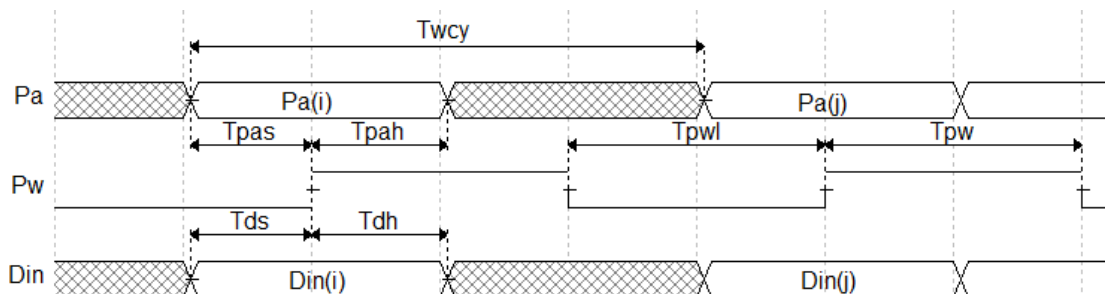 Twcy
Pa Pa(i) Pa(j)
Tpas Tpah Tpwl Tpw
Pw
Tds Tdh
Din Din(i) Din(j)